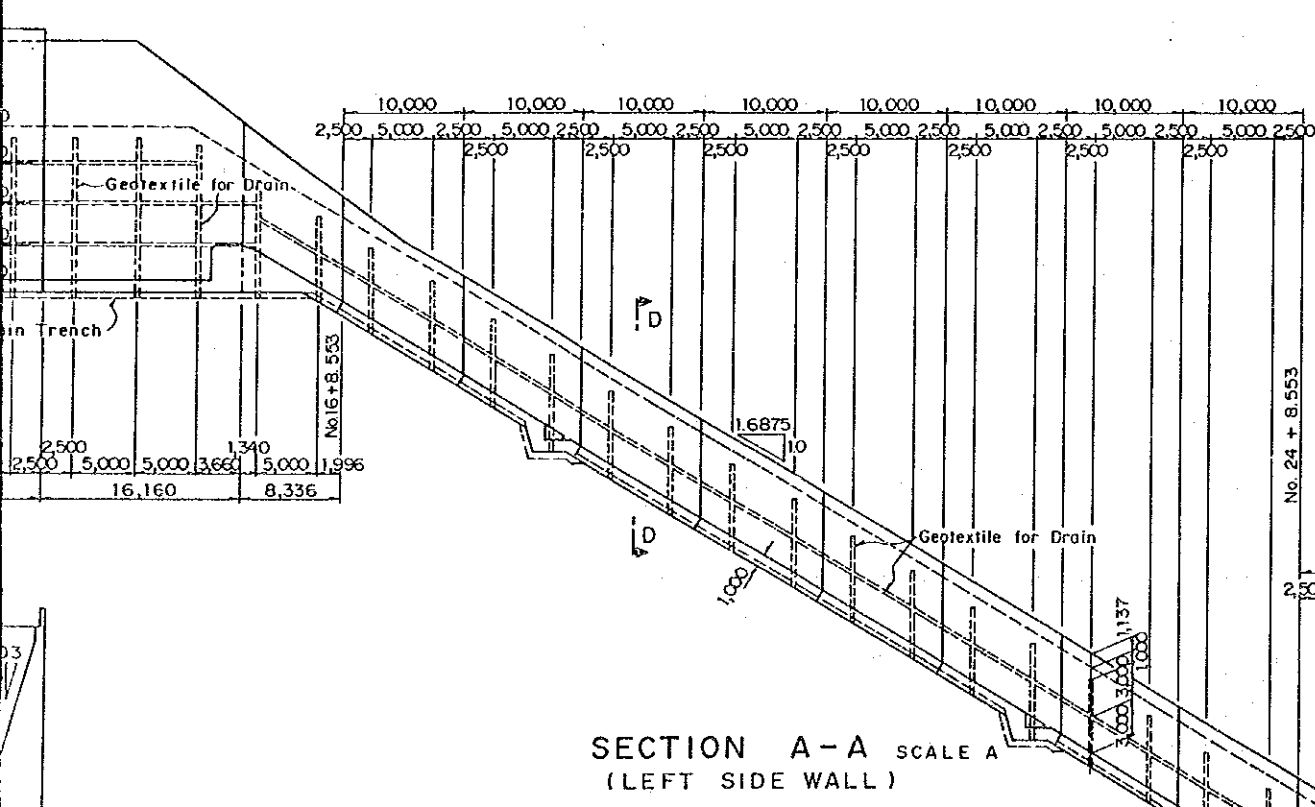 10,000 10,000 10,000 10,000 10,000 10,000 10,000 10,000
2,500 5,000 2,500 5,000 2,500 5,000 2,500 5,000 2,500 5,000 2,500 5,000 2,500 5,000 2,500 5,000 2,500
2,500 2,500 2,500 2,500 2,500 2,500 2,500
Geotextile for Drain
in Trench
No.16+8.553
D
1.6875
1.0
No. 24 + 8.553
2,500 1,340
2,500 5,000 5,000 3,660 5,000 1,996
16,160 8,336
D
Geotextile for Drain
1,000
1,137
1,000
3,000 3,000
SECTION A-A SCALE A
(LEFT SIDE WALL)